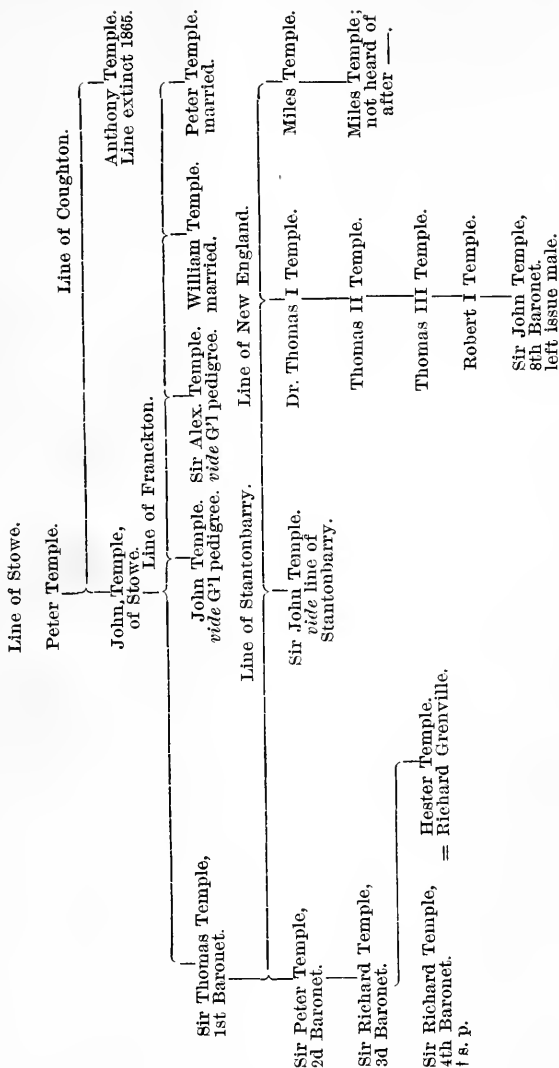 Line of Stowe.
Peter Temple.
Line of Coughton.
John, Temple,
of Stowe.
Anthony Temple.
Line extinct 1865.
Line of Franckton.
Sir Thomas Temple,
1st Baronet.
John Temple.
vide G'l pedigree.
Sir Alex. Temple.
vide G'l pedigree.
William Temple.
married.
Peter Temple.
married.
Line of Stantonbarry.
Line of New England.
Sir Peter Temple,
2d Baronet.
Sir John Temple.
vide line of
Stantonbarry.
Dr. Thomas I Temple.
Miles Temple.
Sir Richard Temple,
3d Baronet.
Thomas II Temple.
Miles Temple;
not heard of
after —.
Sir Richard Temple,
4th Baronet.
† s. p.
Hester Temple.
= Richard Grenville.
Thomas III Temple.
Robert I Temple.
Sir John Temple,
8th Baronet.
left issue male.